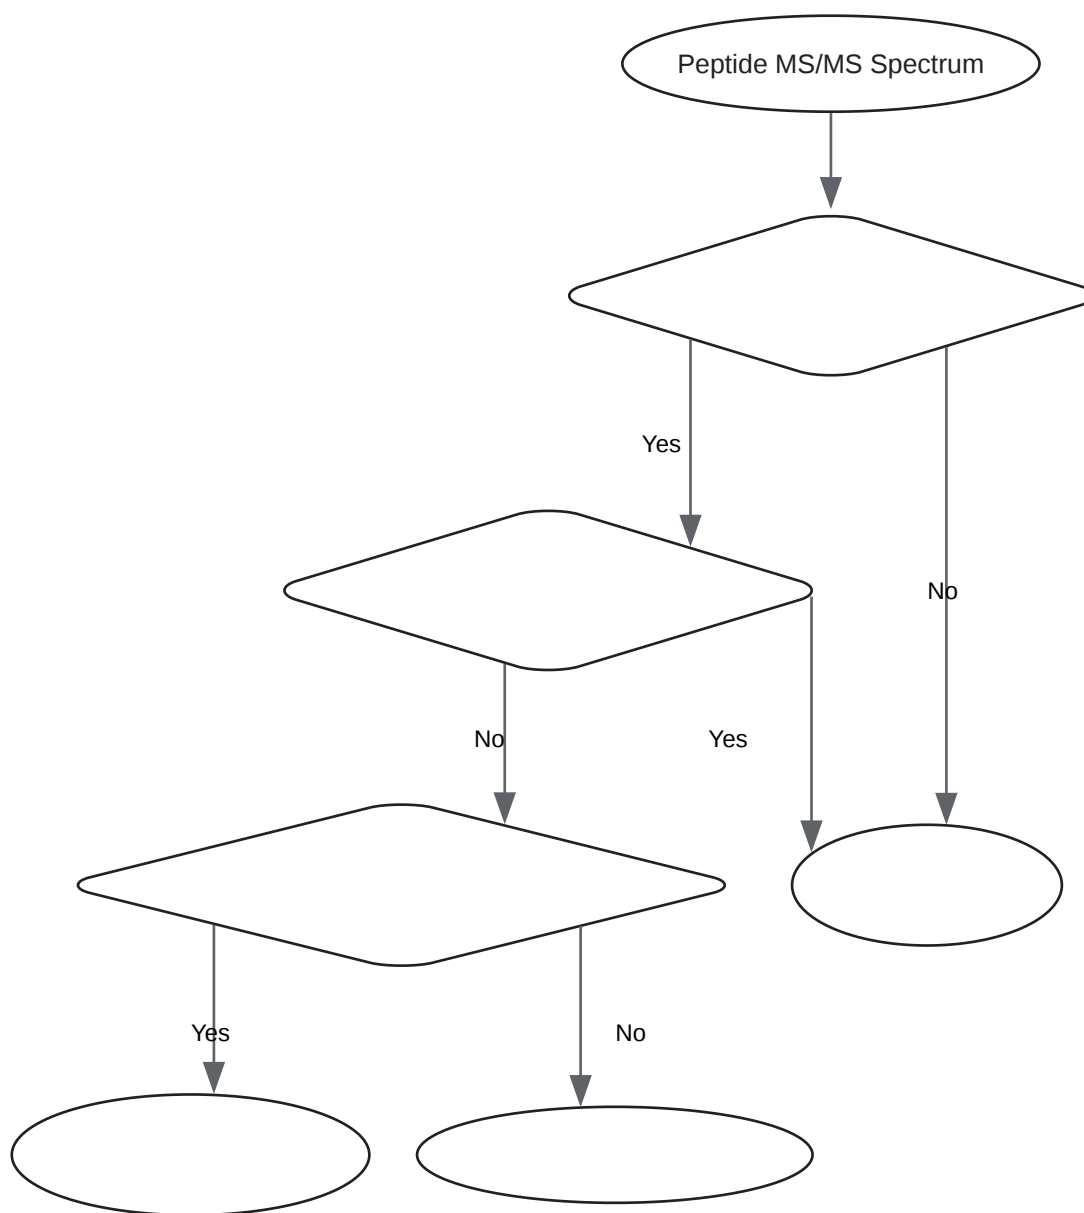 Peptide MS/MS Spectrum
Yes
No
No
Yes
Yes
No